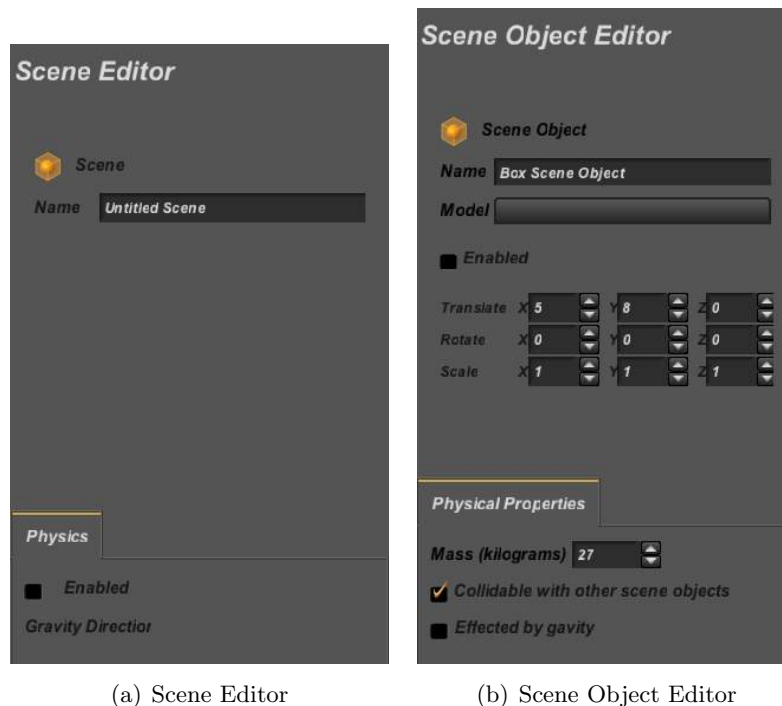 Scene Editor
Scene
Name Untitled Scene
Physics
Enabled
Gravity Direction
(a) Scene Editor
Scene Object Editor
Scene Object
Name Box Scene Object
Model
Enabled
Translate X 5 Y 8 Z 0
Rotate X 0 Y 0 Z 0
Scale X 1 Y 1 Z 1
Physical Properties
Mass (kilograms) 27
Collidable with other scene objects
Effected by gavity
(b) Scene Object Editor